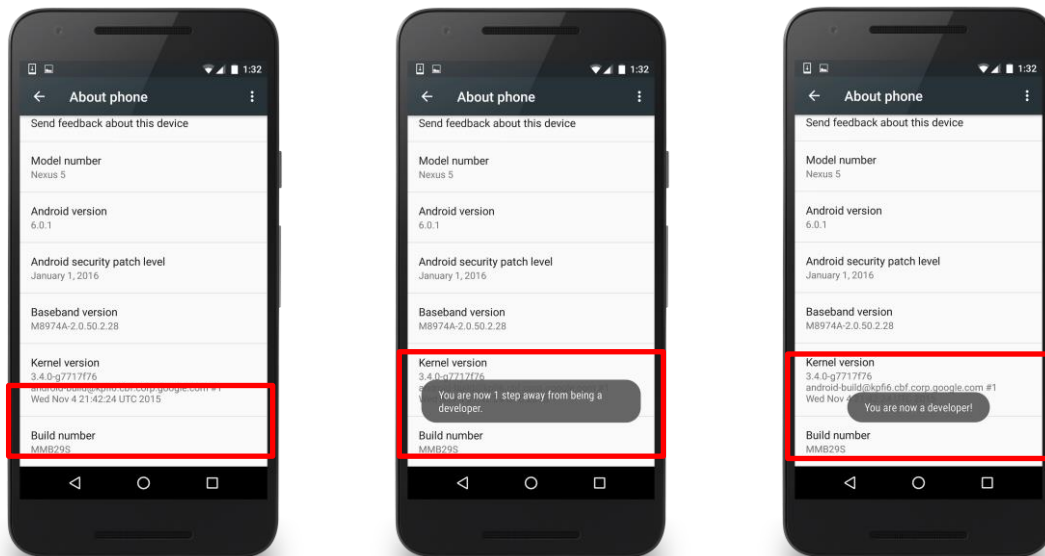 1:32
About phone
Send feedback about this device
Model number
Nexus 5
Android version
6.0.1
Android security patch level
January 1, 2016
Baseband version
M8974A-2.0.50.2.28
Kernel version
3.4.0-g7717f76
android-build@kpfi6.cbf.corp.google.com #1
Wed Nov 4 21:42:24 UTC 2015
Build number
MMB29S
1:32
About phone
Send feedback about this device
Model number
Nexus 5
Android version
6.0.1
Android security patch level
January 1, 2016
Baseband version
M8974A-2.0.50.2.28
Kernel version
3.4.0-g7717f76
You are now 1 step away from being a
developer.
Build number
MMB29S
1:32
About phone
Send feedback about this device
Model number
Nexus 5
Android version
6.0.1
Android security patch level
January 1, 2016
Baseband version
M8974A-2.0.50.2.28
Kernel version
3.4.0-g7717f76
android-build@kpfi6.cbf.corp.google.com #1
Wed Nov 4
You are now a developer!
Build number
MMB29S